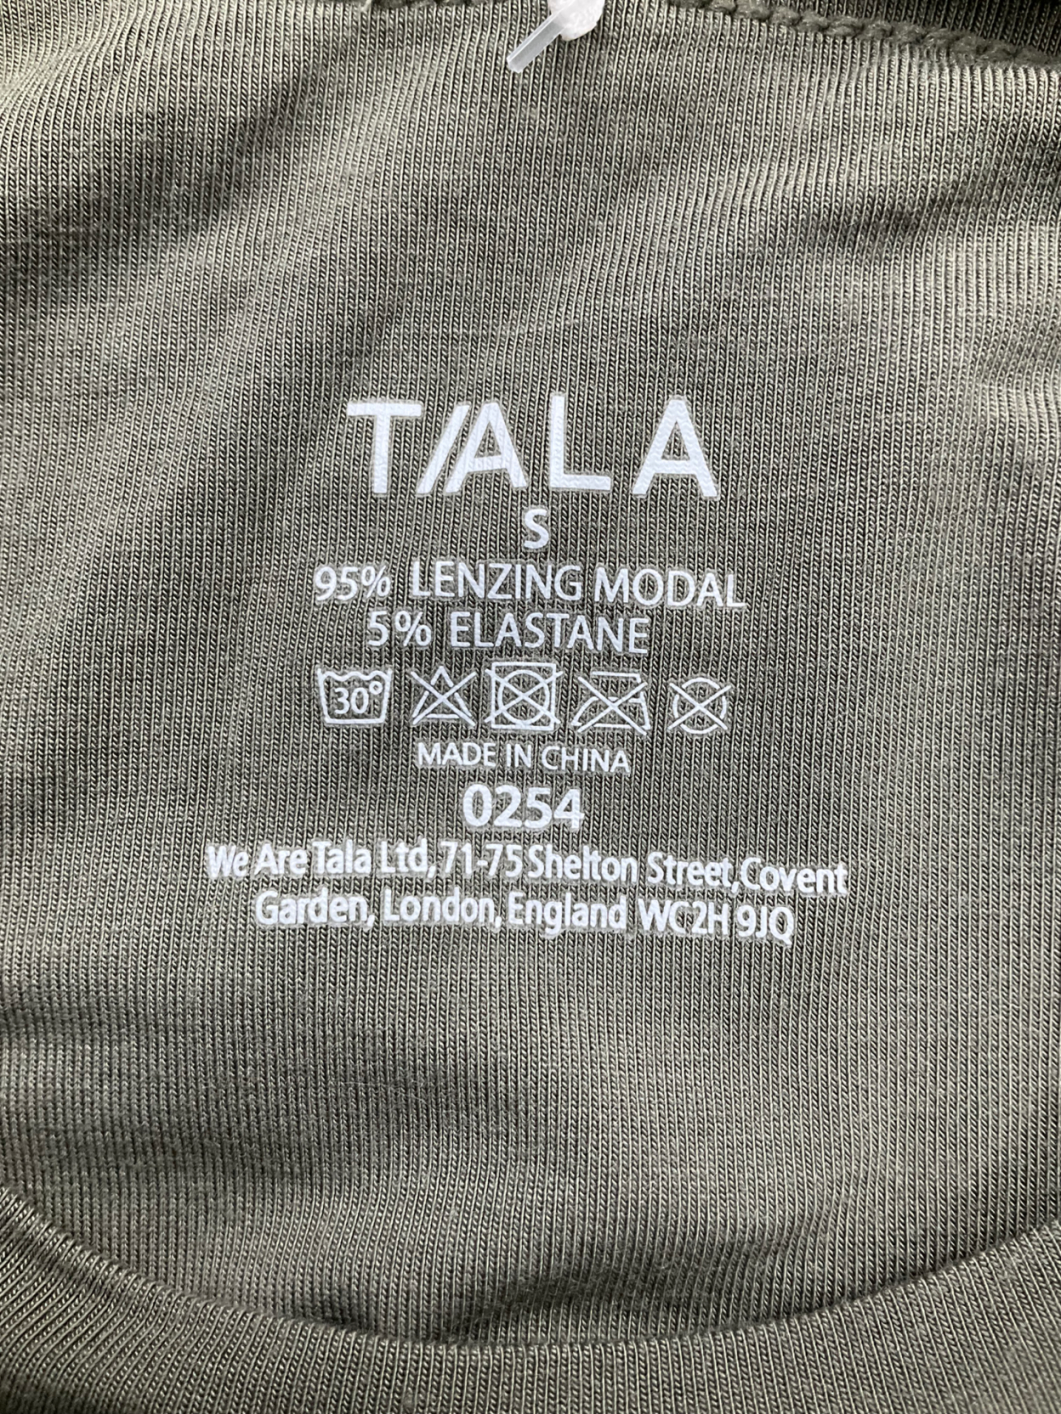 TALA
S
95% LENZING MODAL
5% ELASTANE
30°
MADE IN CHINA
0254
We Are Tala Ltd,71-75 Shelton Street,Covent
Garden, London, England WC2H 9JQ